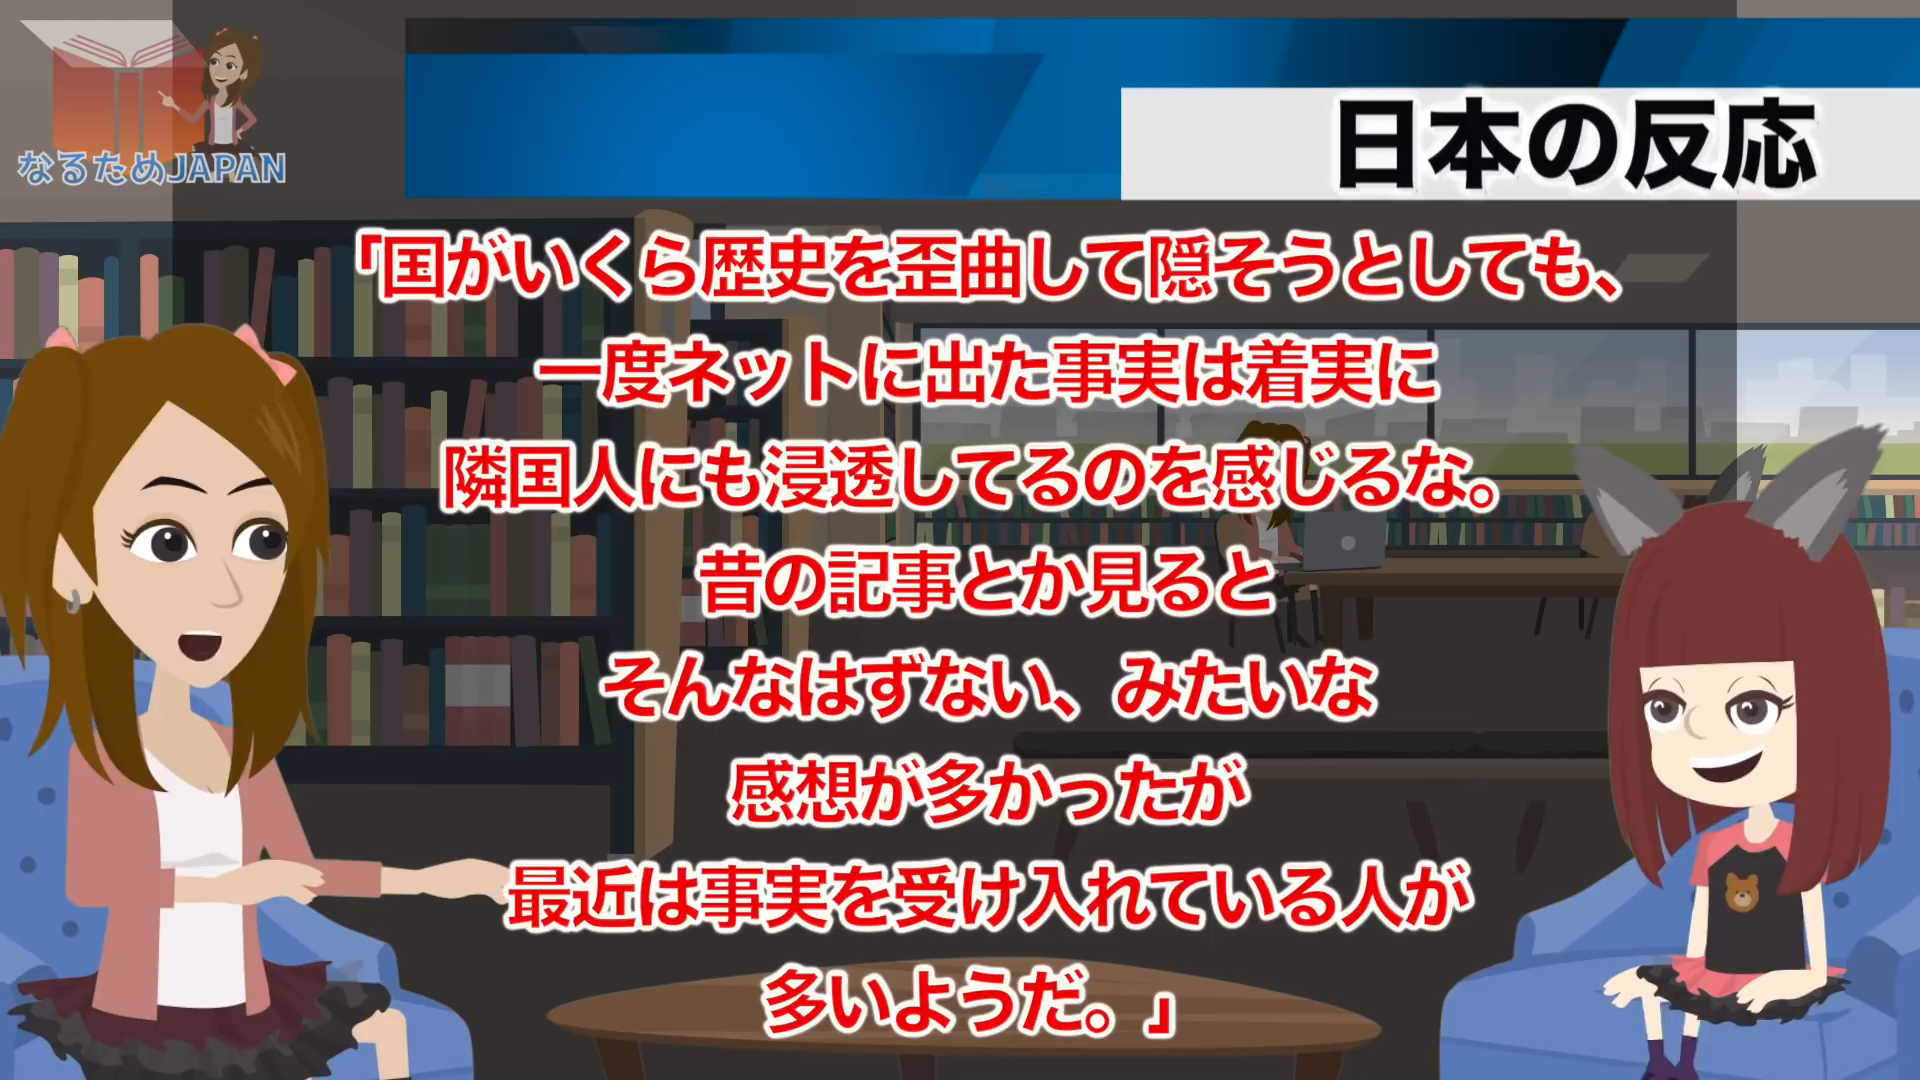 なるためJAPAN
日本の反応
「国がいくら歴史を歪曲して隠そうとしても、
一度ネットに出た事実は着実に
隣国人にも浸透してるのを感じるな。
昔の記事とか見ると
そんなはずない、みたいな
感想が多かったが
最近は事実を受け入れている人が
多いようだ。」